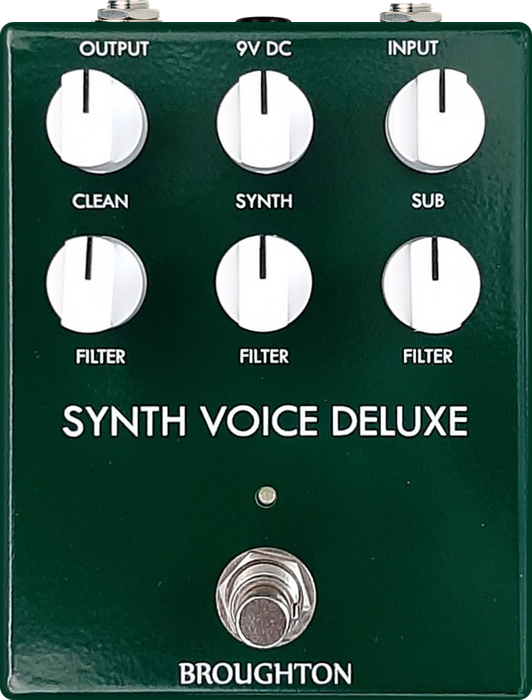 OUTPUT 9V DC INPUT
CLEAN SYNTH SUB
FILTER FILTER FILTER
SYNTH VOICE DELUXE
BROUGHTON